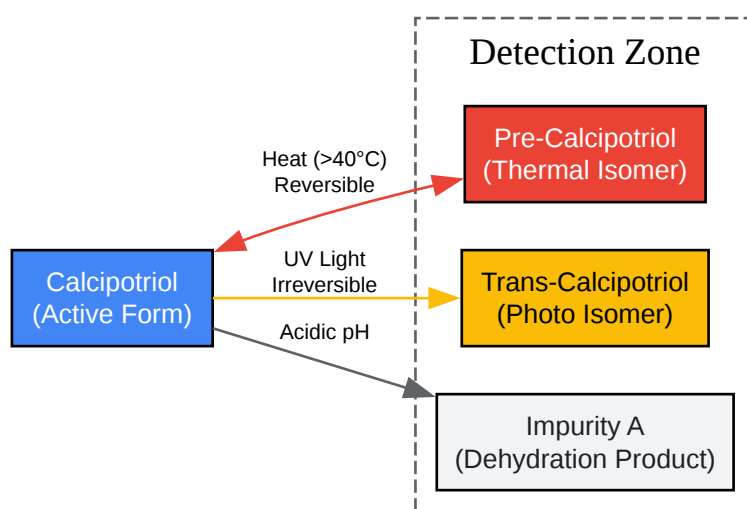 Detection Zone
Pre-Calcipotriol
(Thermal Isomer)
Heat (>40°C)
Reversible
Calcipotriol
(Active Form)
UV Light
Irreversible
Trans-Calcipotriol
(Photo Isomer)
Acidic pH
Impurity A
(Dehydration Product)